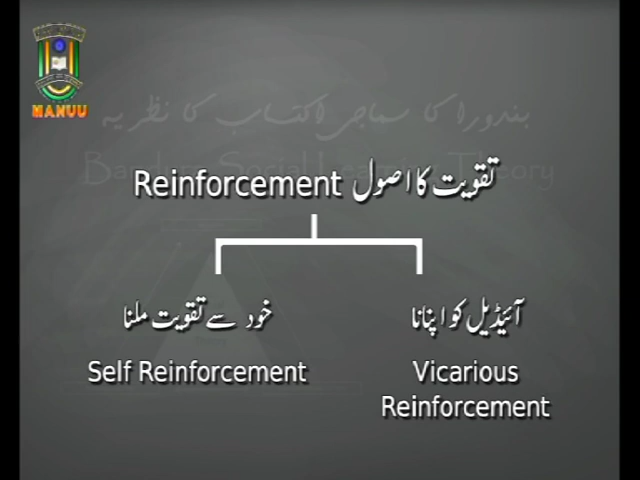 MANUU
بندورا کا سماجی اکتساب کا نظریہ
Bandura Social Learning Theory
تقویت کا اصول Reinforcement
خود سے تقویت ملنا
آئیڈیل کو اپنانا
Self Reinforcement
Vicarious
Reinforcement